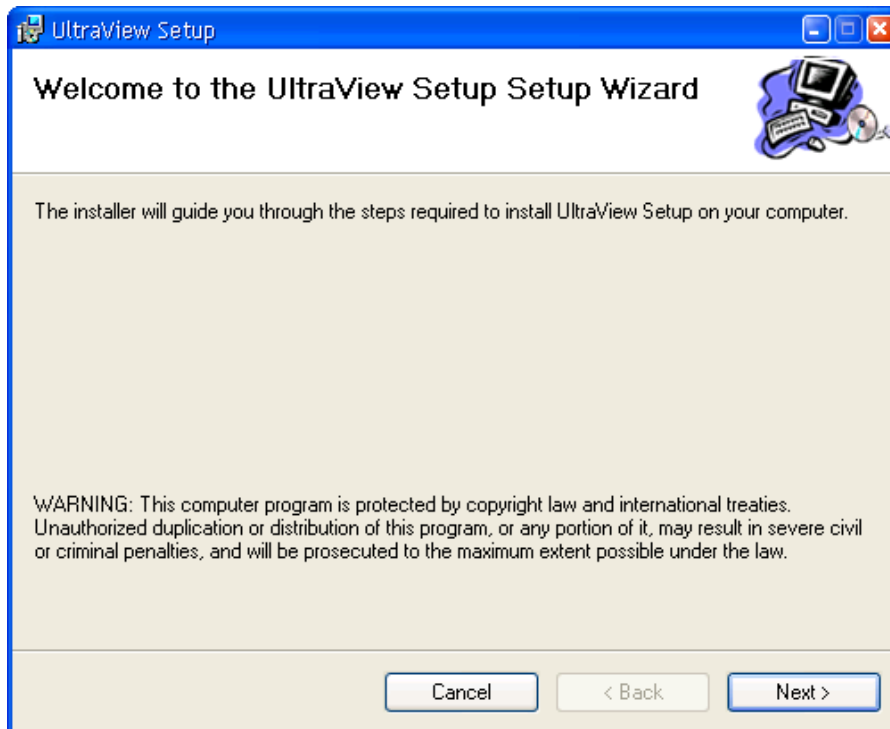 UltraView Setup
Welcome to the UltraView Setup Setup Wizard
The installer will guide you through the steps required to install UltraView Setup on your computer.
WARNING: This computer program is protected by copyright law and international treaties.
Unauthorized duplication or distribution of this program, or any portion of it, may result in severe civil
or criminal penalties, and will be prosecuted to the maximum extent possible under the law.
Cancel < Back Next >